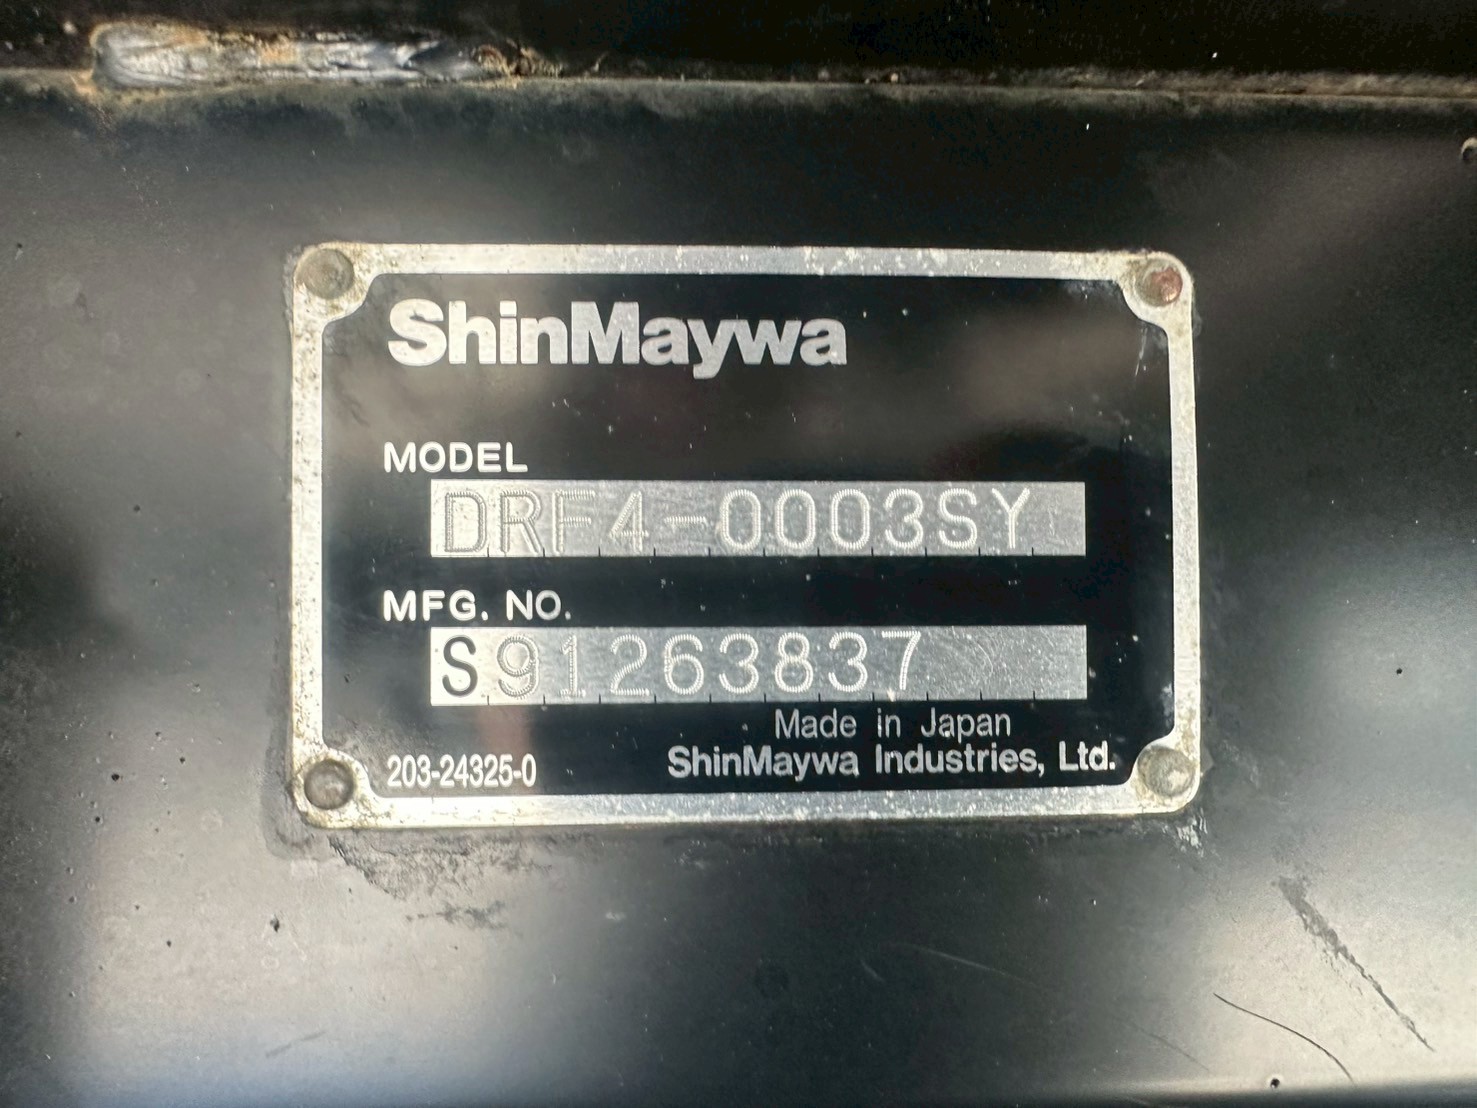 ShinMaywa
MODEL
DRF4-0003SY
MFG. NO.
S91263837
Made in Japan
203-24325-0
ShinMaywa Industries, Ltd.